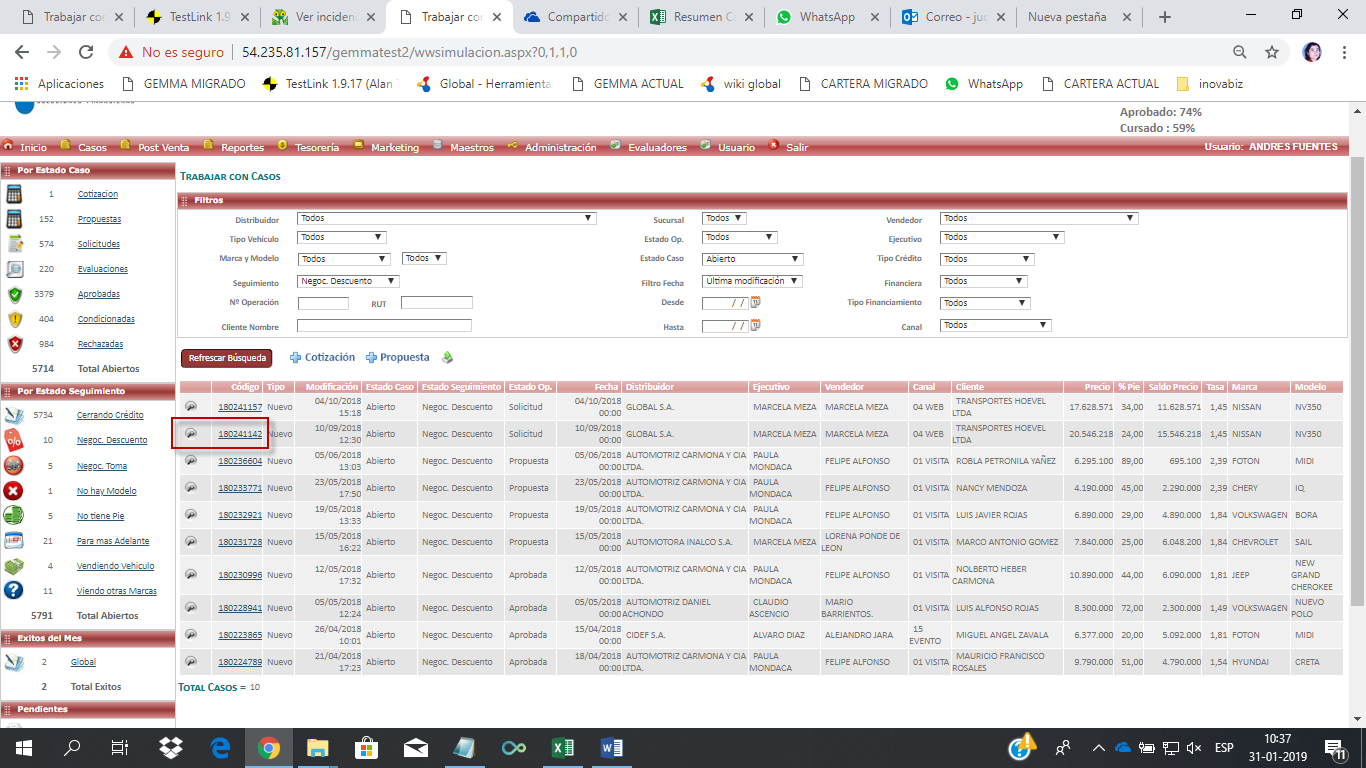 Trabajar con
TestLink 1.9
Ver inciden
Trabajar con
Compartido
Resumen C
WhatsApp
Correo - juc
Nueva pestaña
No es seguro | 54.235.81.157/gemmatest2/wwsimulacion.aspx?0,1,1,0
Aplicaciones GEMMA MIGRADO TestLink 1.9.17 (Alan Global - Herramienta GEMMA ACTUAL wiki global CARTERA MIGRADO WhatsApp CARTERA ACTUAL inovabiz
Aprobado: 74%
Cursado : 59%
Inicio Casos Post Venta Reportes Tesorería Marketing Maestros Administración Evaluadores Usuario Salir Usuario: ANDRES FUENTES
Por Estado Caso
1 Cotizacion
152 Propuestas
574 Solicitudes
220 Evaluaciones
3379 Aprobadas
404 Condicionadas
984 Rechazadas
5714 Total Abiertos
Por Estado Seguimiento
5734 Cerrando Crédito
10 Negoc. Descuento
5 Negoc. Toma
1 No hay Modelo
5 No tiene Pie
21 Para mas Adelante
4 Vendiendo Vehículo
11 Viendo otras Marcas
5791 Total Abiertos
Exitos del Mes
2 Global
2 Total Exitos
Pendientes
TRABAJAR CON CASOS
Filtros
Distribuidor Todos Sucursal Todos Vendedor Todos
Tipo Vehículo Todos Estado Op. Todos Ejecutivo Todos
Marca y Modelo Todos Todos Estado Caso Abierto Tipo Crédito Todos
Seguimiento Negoc. Descuento Filtro Fecha Última modificación Financiera Todos
Nº Operación RUT Desde / / Tipo Financiamiento Todos
Cliente Nombre Hasta / / Canal Todos
Refrescar Búsqueda Cotización Propuesta
Código Tipo Modificación Estado Caso Estado Seguimiento Estado Op. Fecha Distribuidor Ejecutivo Vendedor Canal Cliente Precio % Pie Saldo Precio Tasa Marca Modelo
180241157 Nuevo 04/10/2018 15:18 Abierto Negoc. Descuento Solicitud 04/10/2018 00:00 GLOBAL S.A. MARCELA MEZA MARCELA MEZA 04 WEB TRANSPORTES HOEVEL LTDA 17.628.571 34,00 11.628.571 1,45 NISSAN NV350
180241142 Nuevo 10/09/2018 12:30 Abierto Negoc. Descuento Solicitud 10/09/2018 00:00 GLOBAL S.A. MARCELA MEZA MARCELA MEZA 04 WEB TRANSPORTES HOEVEL LTDA 20.546.218 24,00 15.546.218 1,45 NISSAN NV350
180236604 Nuevo 05/06/2018 13:03 Abierto Negoc. Descuento Propuesta 05/06/2018 00:00 AUTOMOTRIZ CARMONA Y CIA LTDA. PAULA MONDACA FELIPE ALFONSO 01 VISITA ROBLA PETRONILA YAÑEZ 6.295.100 89,00 695.100 2,39 FOTON MIDI
180233771 Nuevo 23/05/2018 17:50 Abierto Negoc. Descuento Propuesta 23/05/2018 00:00 AUTOMOTRIZ CARMONA Y CIA LTDA. PAULA MONDACA FELIPE ALFONSO 01 VISITA NANCY MENDOZA 4.190.000 45,00 2.290.000 2,39 CHERY IQ
180232921 Nuevo 19/05/2018 13:33 Abierto Negoc. Descuento Propuesta 19/05/2018 00:00 AUTOMOTRIZ CARMONA Y CIA LTDA. PAULA MONDACA FELIPE ALFONSO 01 VISITA LUIS JAVIER ROJAS 6.890.000 29,00 4.890.000 1,84 VOLKSWAGEN BORA
180231728 Nuevo 15/05/2018 16:22 Abierto Negoc. Descuento Propuesta 15/05/2018 00:00 AUTOMOTORA INALCO S.A. MARCELA MEZA LORENA PONDE DE LEON 01 VISITA MARCO ANTONIO GOMEZ 7.840.000 25,00 6.048.200 1,84 CHEVROLET SAIL
180230996 Nuevo 12/05/2018 17:32 Abierto Negoc. Descuento Aprobada 12/05/2018 00:00 AUTOMOTRIZ CARMONA Y CIA LTDA. PAULA MONDACA FELIPE ALFONSO 01 VISITA NOLBERTO HEBER CARMONA 10.890.000 44,00 6.090.000 1,81 JEEP NEW GRAND CHEROKEE
180228941 Nuevo 05/05/2018 12:24 Abierto Negoc. Descuento Aprobada 05/05/2018 00:00 AUTOMOTRIZ DANIEL ACHONDO CLAUDIO ASCENCIO MARIO BARRIENTOS. 01 VISITA LUIS ALFONSO ROJAS 8.300.000 72,00 2.300.000 1,49 VOLKSWAGEN NUEVO POLO
180223865 Nuevo 26/04/2018 10:01 Abierto Negoc. Descuento Aprobada 15/04/2018 00:00 CIDEF S.A. ALVARO DIAZ ALEJANDRO JARA 15 EVENTO MIGUEL ANGEL ZAVALA 6.377.000 20,00 5.092.000 1,81 FOTON MIDI
180224789 Nuevo 21/04/2018 17:23 Abierto Negoc. Descuento Aprobada 18/04/2018 00:00 AUTOMOTRIZ CARMONA Y CIA LTDA. PAULA MONDACA FELIPE ALFONSO 01 VISITA MAURICIO FRANCISCO ROSALES 9.790.000 51,00 4.790.000 1,54 HYUNDAI CRETA
TOTAL CASOS = 10
ESP 10:37
31-01-2019
11